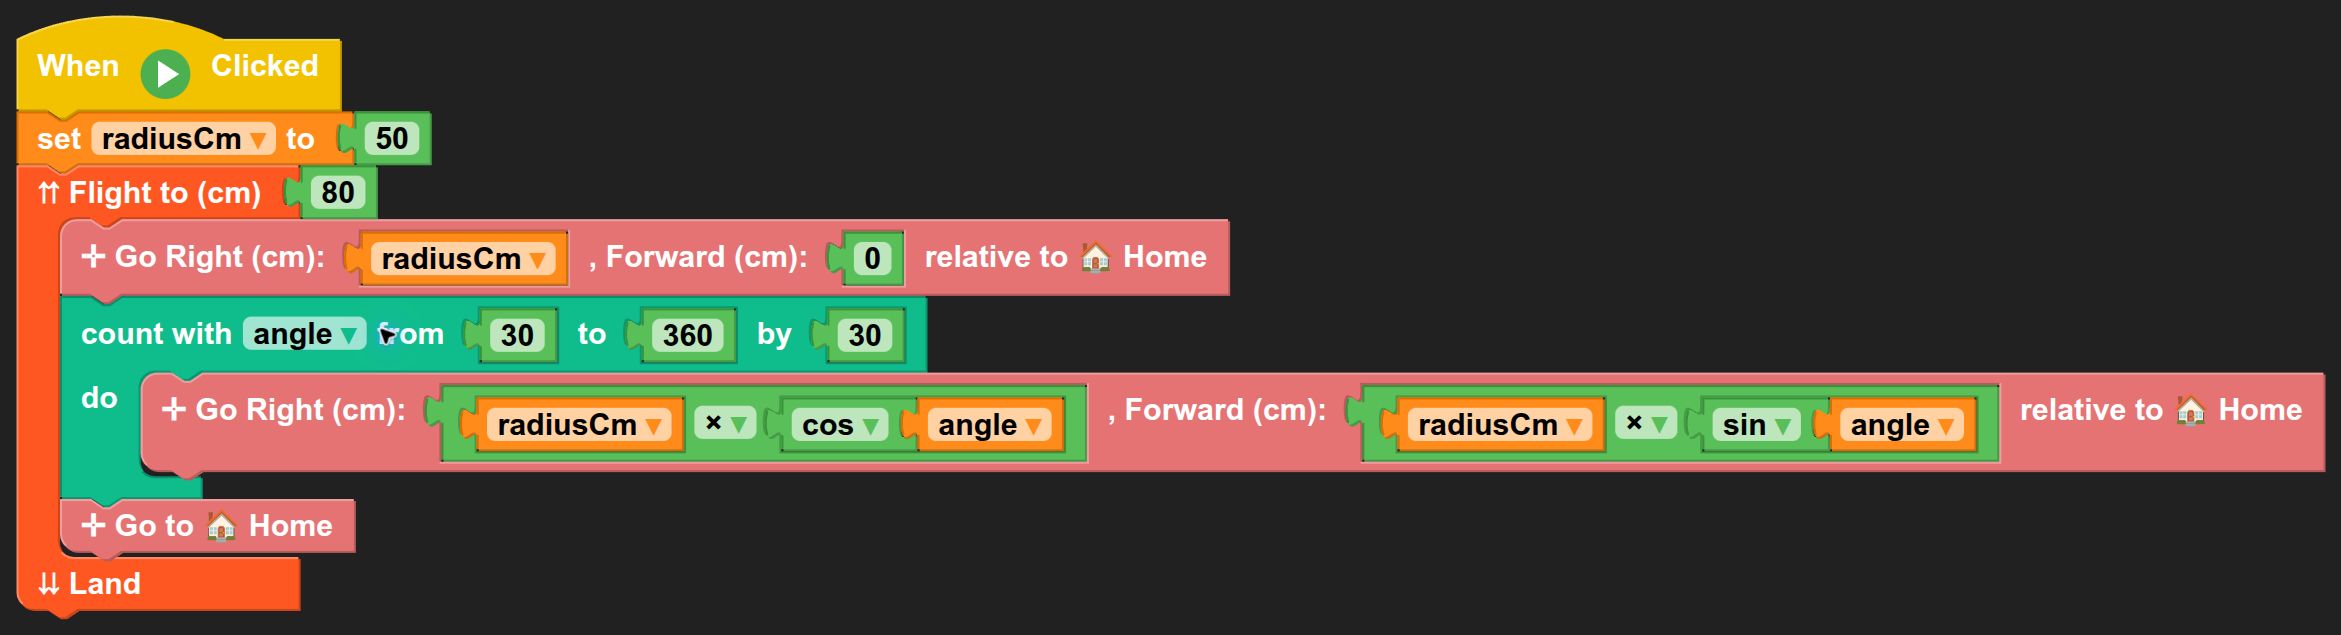 When Clicked
set radiusCm ▼ to 50
⇈ Flight to (cm) 80
✛ Go Right (cm): radiusCm ▼ , Forward (cm): 0 relative to 🏠 Home
count with angle ▼ from 30 to 360 by 30
do ✛ Go Right (cm): radiusCm ▼ × ▼ cos ▼ angle ▼ , Forward (cm): radiusCm ▼ × ▼ sin ▼ angle ▼ relative to 🏠 Home
✛ Go to 🏠 Home
⇊ Land